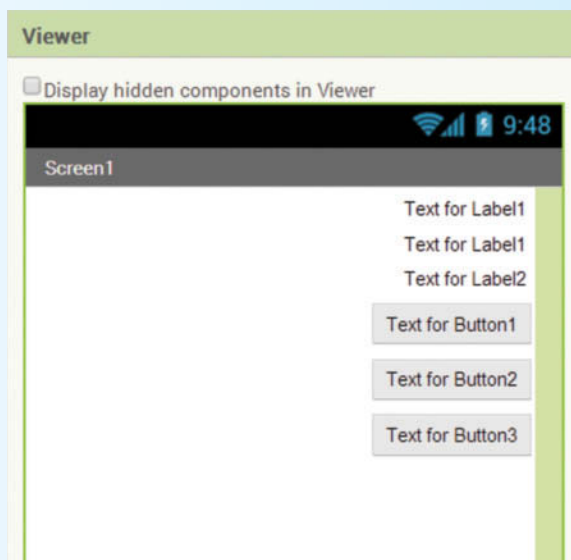 Viewer
Display hidden components in Viewer
9:48
Screen1
Text for Label1
Text for Label1
Text for Label2
Text for Button1
Text for Button2
Text for Button3